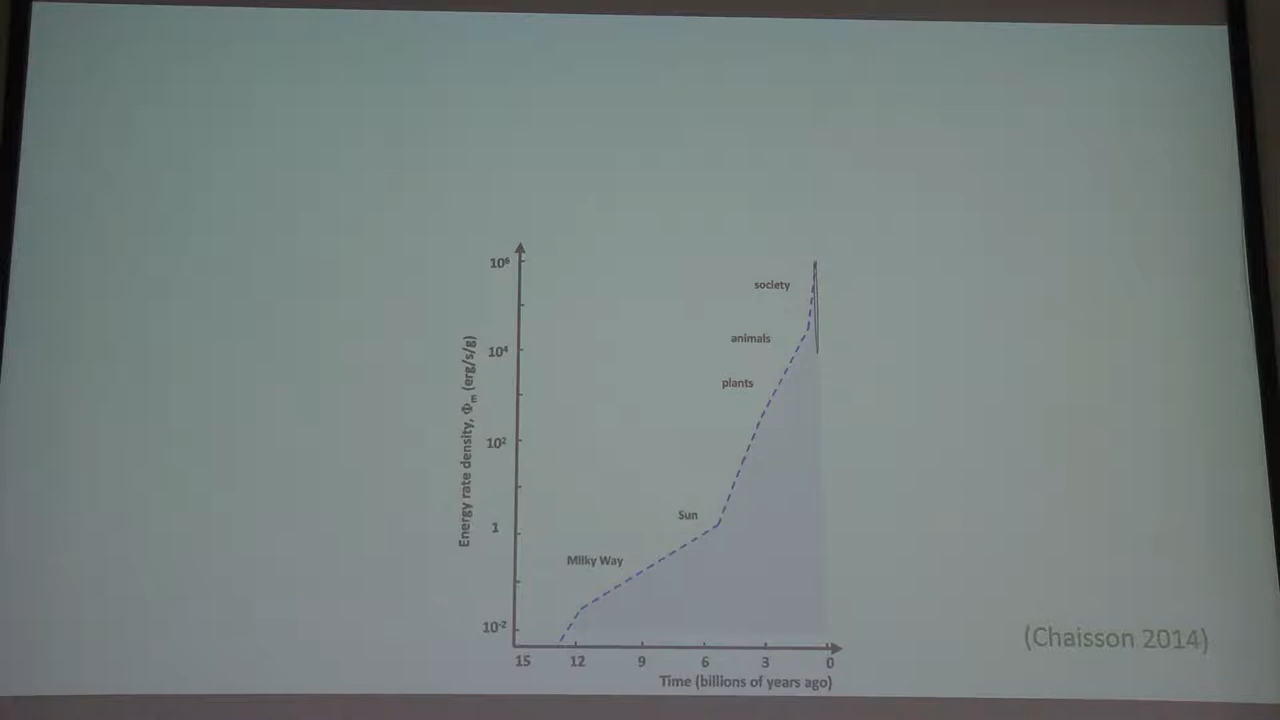 10⁶
society
animals
10⁴
plants
10²
Energy rate density, Φₘ (erg/s/g)
Sun
1
Milky Way
10⁻²
(Chaisson 2014)
15 12 9 6 3 0
Time (billions of years ago)